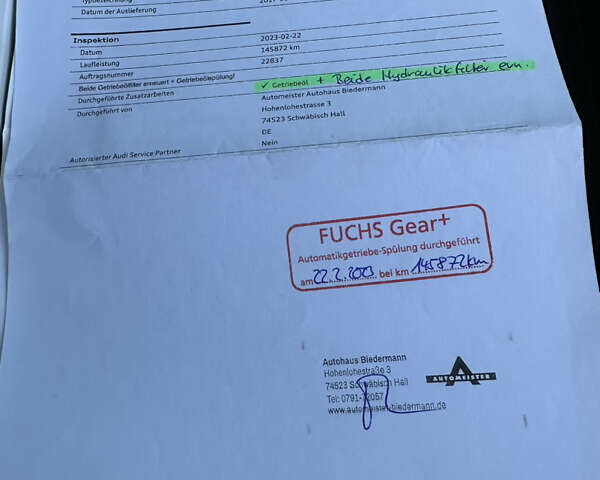 Typbezeichnung
Datum der Auslieferung
Inspektion
Datum 2023-02-22
Laufleistung 145872 km
Auftragsnummer 22837
Beide Getriebeölfilter erneuert + Getriebeölspülung!
Durchgeführte Zusatzarbeiten ✓ Getriebeöl + Beide Hydraulikfilter ern.
Durchgeführt von Automeister Autohaus Biedermann
Hohenlohestrasse 3
74523 Schwäbisch Hall
DE
Autorisierter Audi Service Partner Nein
FUCHS Gear+
Automatikgetriebe-Spülung durchgeführt
am 22.2.2023 bei km 145872km
Autohaus Biedermann
Hohenlohestraße 3
74523 Schwäbisch Hall
Tel: 0791-72057
www.automeister-biedermann.de
A
AUTOMEISTER